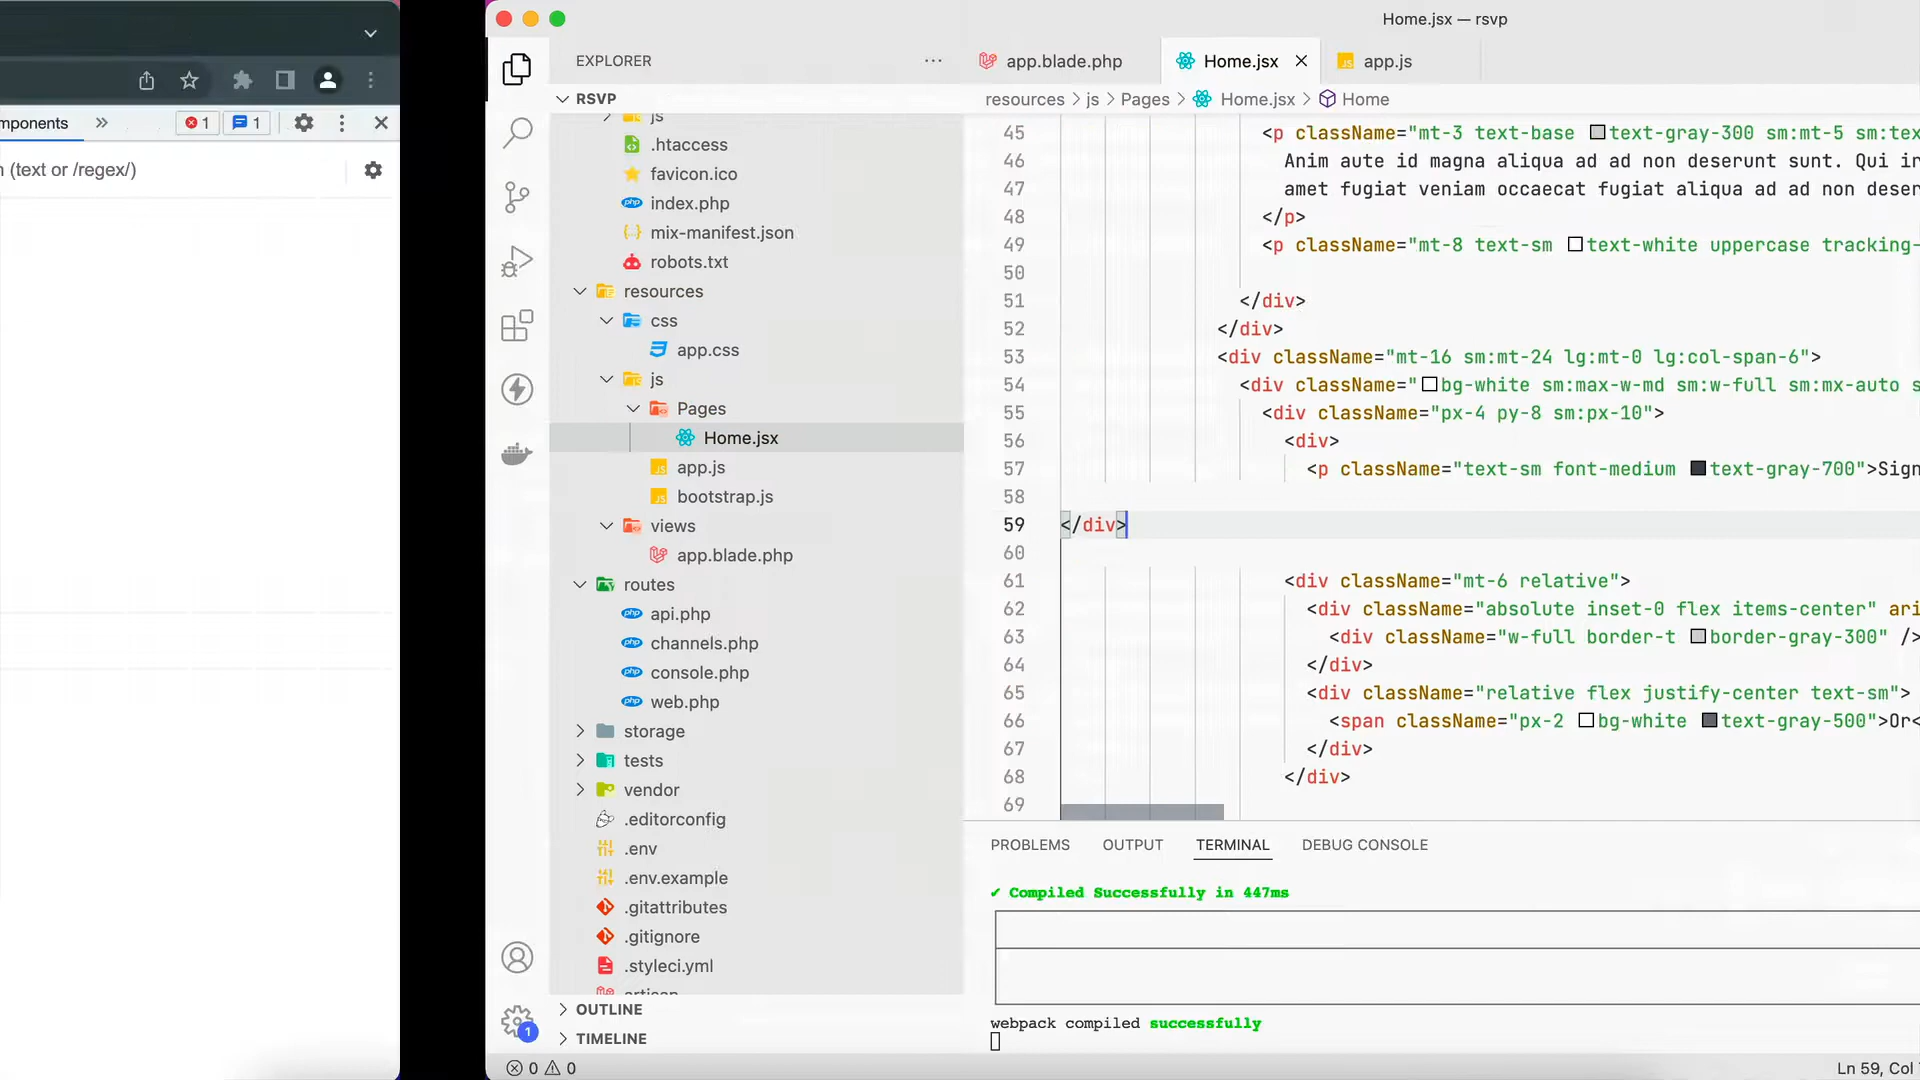 mponents
1
1
(text or /regex/)
Home.jsx — rsvp
EXPLORER
RSVP
js
.htaccess
favicon.ico
index.php
mix-manifest.json
robots.txt
resources
css
app.css
js
Pages
Home.jsx
app.js
bootstrap.js
views
app.blade.php
routes
api.php
channels.php
console.php
web.php
storage
tests
vendor
.editorconfig
.env
.env.example
.gitattributes
.gitignore
.styleci.yml
artisan
OUTLINE
TIMELINE
1
app.blade.php
Home.jsx
app.js
resources > js > Pages > Home.jsx > Home
45 <p className="mt-3 text-base text-gray-300 sm:mt-5 sm:tex
46 Anim aute id magna aliqua ad ad non deserunt sunt. Qui ir
47 amet fugiat veniam occaecat fugiat aliqua ad ad non deser
48 </p>
49 <p className="mt-8 text-sm text-white uppercase tracking-
50
51 </div>
52 </div>
53 <div className="mt-16 sm:mt-24 lg:mt-0 lg:col-span-6">
54 <div className="bg-white sm:max-w-md sm:w-full sm:mx-auto s
55 <div className="px-4 py-8 sm:px-10">
56 <div>
57 <p className="text-sm font-medium text-gray-700">Sign
58
59 </div>
60
61 <div className="mt-6 relative">
62 <div className="absolute inset-0 flex items-center" ari
63 <div className="w-full border-t border-gray-300" />
64 </div>
65 <div className="relative flex justify-center text-sm">
66 <span className="px-2 bg-white text-gray-500">Or<
67 </div>
68 </div>
69
PROBLEMS OUTPUT TERMINAL DEBUG CONSOLE
✔ Compiled Successfully in 447ms
webpack compiled successfully
0 0
Ln 59, Col